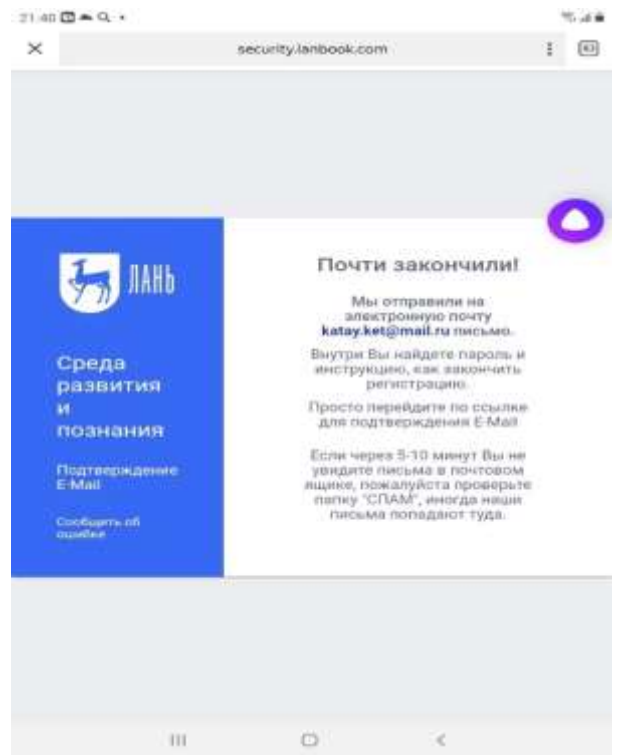 21:40
security.lanbook.com
ЛАНЬ
Среда
развития
и
познания
Подтверждение
E-Mail
Сообщить об
ошибке
Почти закончили!
Мы отправили на
электронную почту
katay.ket@mail.ru письмо.
Внутри Вы найдете пароль и
инструкцию, как закончить
регистрацию.
Просто перейдите по ссылке
для подтверждения E-Mail
Если через 5-10 минут Вы не
увидите письма в почтовом
ящике, пожалуйста проверьте
папку "СПАМ", иногда наши
письма попадают туда.